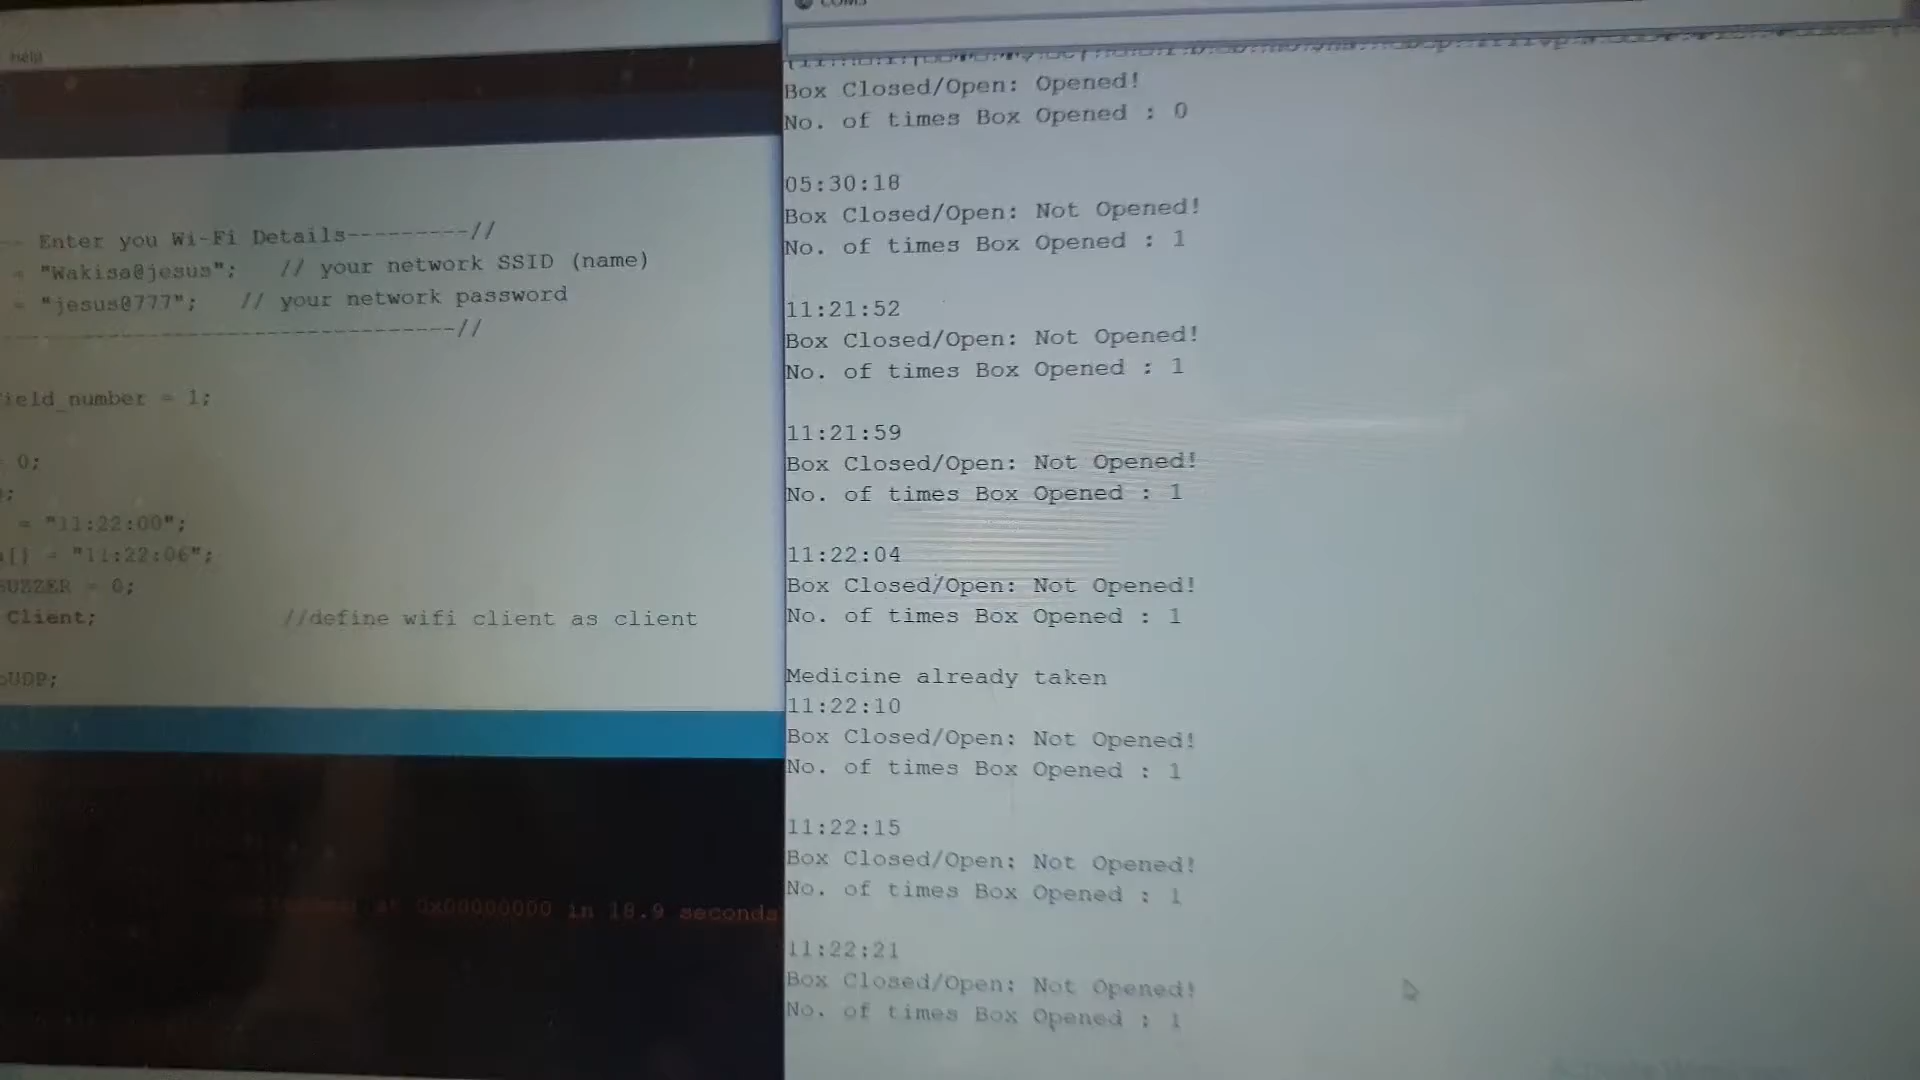 Help
Enter you Wi-Fi Details---------//
= "Wakisa@jesus"; // your network SSID (name)
= "jesus@777"; // your network password
-----------------------------------//
ield_number = 1;
= 0;
;
= "11:22:00";
[] = "11:22:06";
BUZZER = 0;
Client; //define wifi client as client
UDP;
at 0x00000000 in 18.9 seconds
COM3
Box Closed/Open: Opened!
No. of times Box Opened : 0
05:30:18
Box Closed/Open: Not Opened!
No. of times Box Opened : 1
11:21:52
Box Closed/Open: Not Opened!
No. of times Box Opened : 1
11:21:59
Box Closed/Open: Not Opened!
No. of times Box Opened : 1
11:22:04
Box Closed/Open: Not Opened!
No. of times Box Opened : 1
Medicine already taken
11:22:10
Box Closed/Open: Not Opened!
No. of times Box Opened : 1
11:22:15
Box Closed/Open: Not Opened!
No. of times Box Opened : 1
11:22:21
Box Closed/Open: Not Opened!
No. of times Box Opened : 1